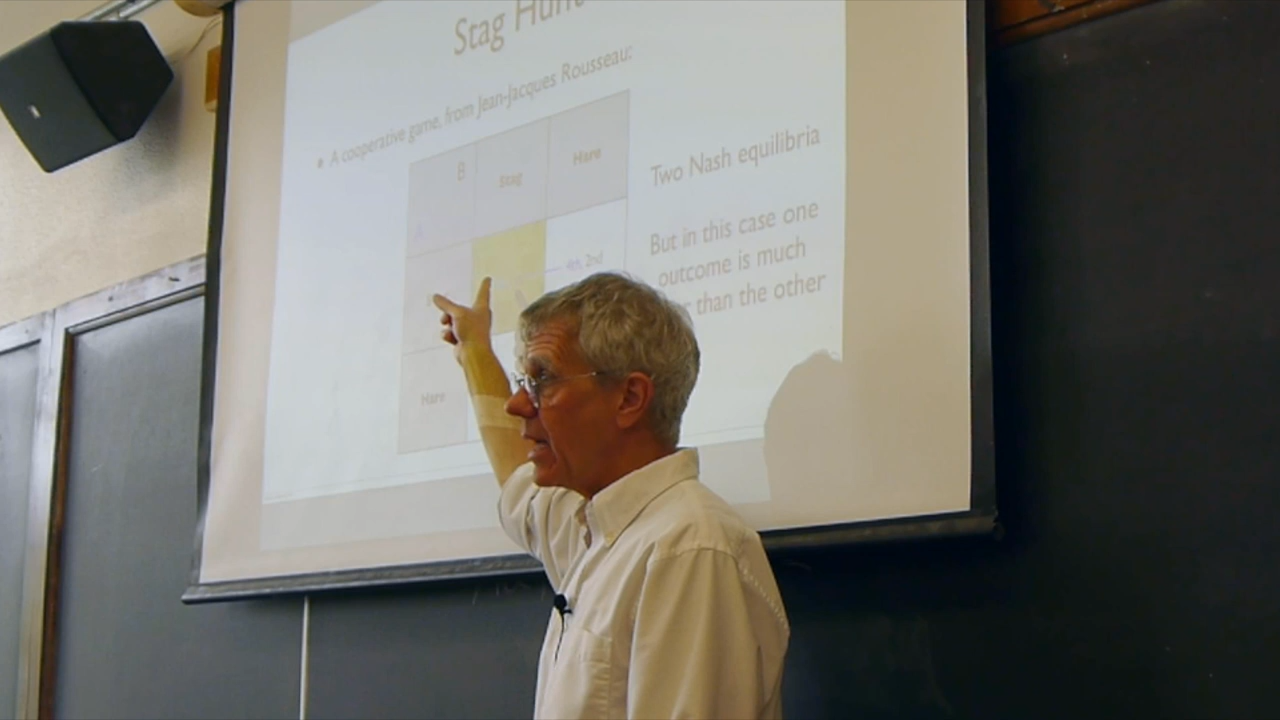 Stag Hun
• A cooperative game, from Jean-Jacques Rousseau:
B Stag Hare
A
4th, 2nd
Hare
Two Nash equilibria
But in this case one
outcome is much
than the other